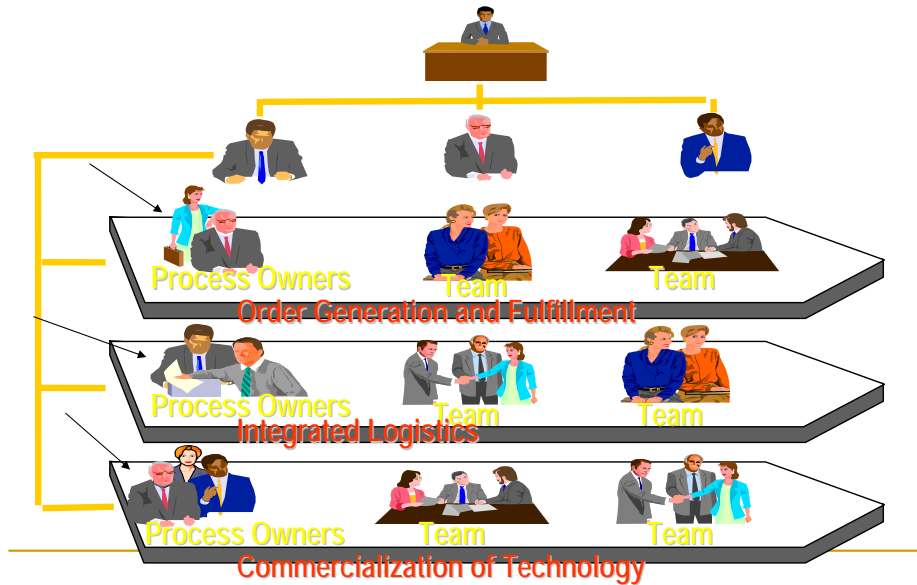 Process Owners Team Team
Order Generation and Fulfillment
Process Owners Team Team
Integrated Logistics
Process Owners Team Team
Commercialization of Technology